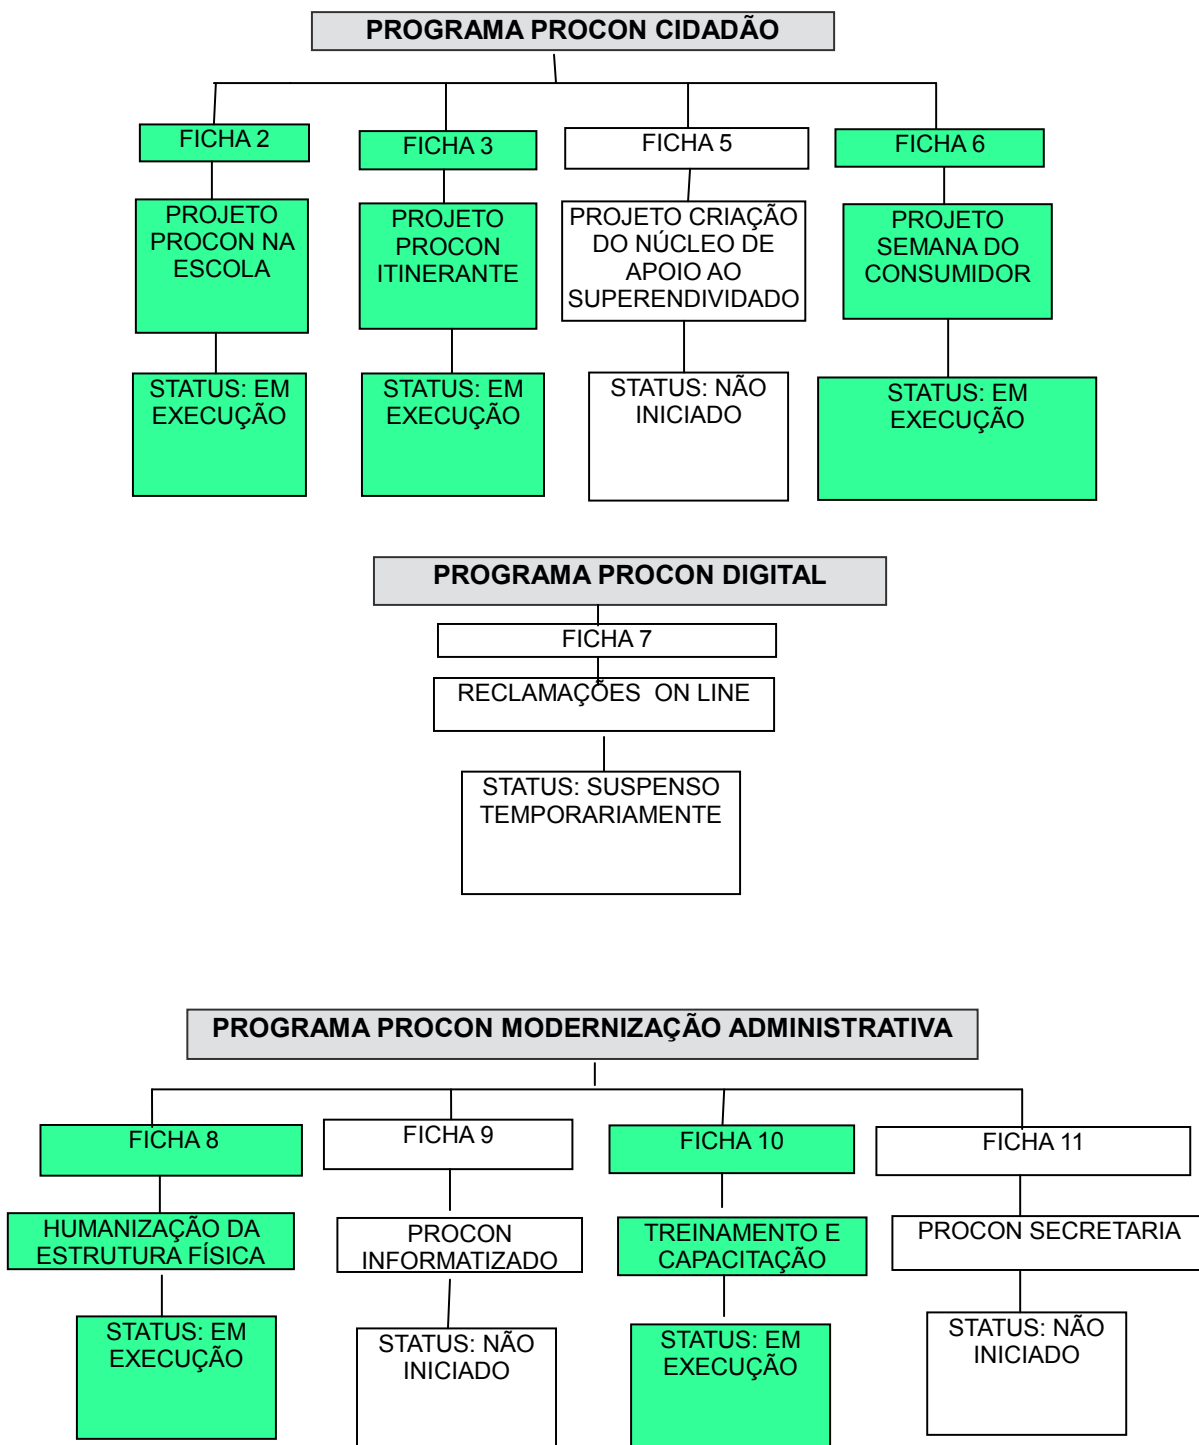 PROGRAMA PROCON CIDADÃO
FICHA 2
FICHA 3
FICHA 5
FICHA 6
PROJETO
PROCON NA
ESCOLA
PROJETO
PROCON
ITINERANTE
PROJETO CRIAÇÃO
DO NÚCLEO DE
APOIO AO
SUPERENDIVIDADO
PROJETO
SEMANA DO
CONSUMIDOR
STATUS: EM
EXECUÇÃO
STATUS: EM
EXECUÇÃO
STATUS: NÃO
INICIADO
STATUS: EM
EXECUÇÃO
PROGRAMA PROCON DIGITAL
FICHA 7
RECLAMAÇÕES  ON LINE
STATUS: SUSPENSO
TEMPORARIAMENTE
PROGRAMA PROCON MODERNIZAÇÃO ADMINISTRATIVA
FICHA 8
FICHA 9
FICHA 10
FICHA 11
HUMANIZAÇÃO DA
ESTRUTURA FÍSICA
PROCON
INFORMATIZADO
TREINAMENTO E
CAPACITAÇÃO
PROCON SECRETARIA
STATUS: EM
EXECUÇÃO
STATUS: NÃO
INICIADO
STATUS: EM
EXECUÇÃO
STATUS: NÃO
INICIADO